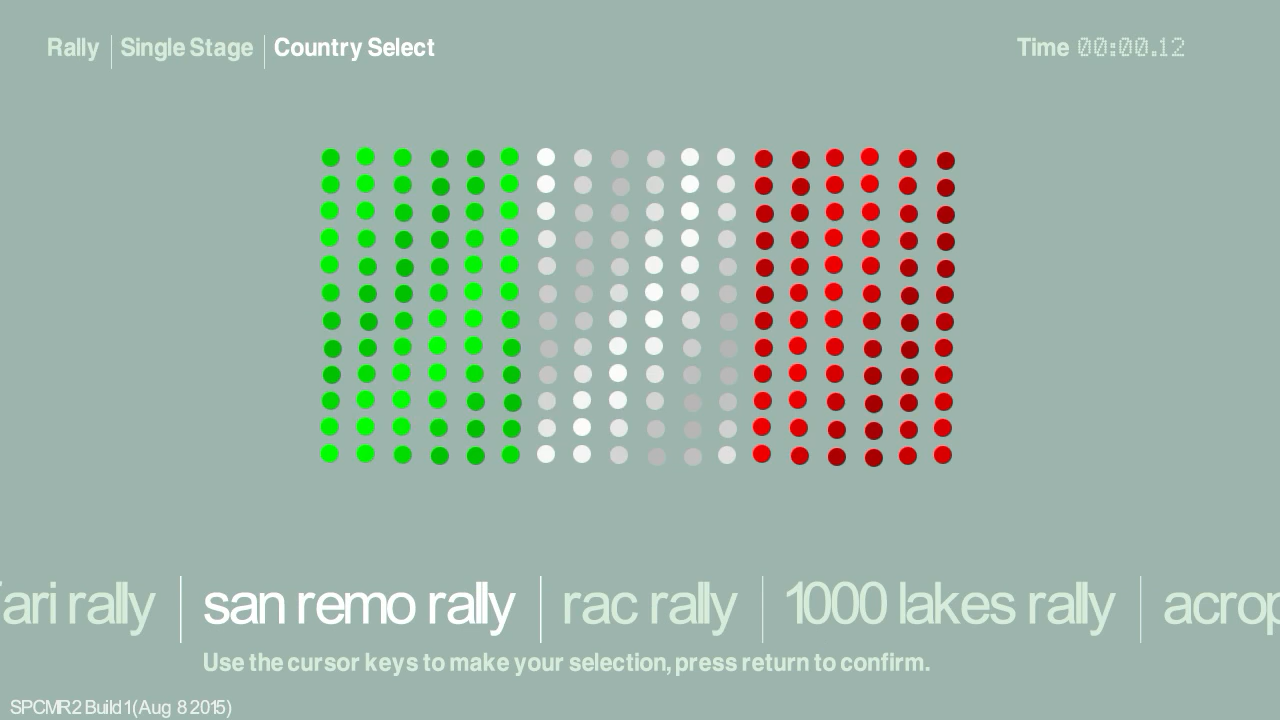 Rally | Single Stage | Country Select
Time 00:00.12
ari rally | san remo rally | rac rally | 1000 lakes rally | acrop
Use the cursor keys to make your selection, press return to confirm.
SPCMR2 Build 1 (Aug 8 2015)